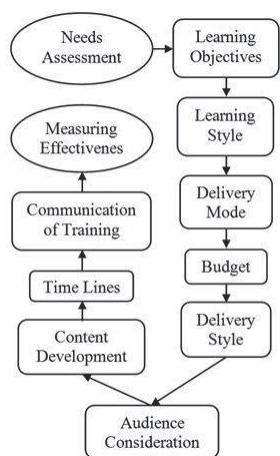 Needs
Assessment
Learning
Objectives
Learning
Style
Delivery
Mode
Budget
Delivery
Style
Audience
Consideration
Content
Development
Time Lines
Communication
of Training
Measuring
Effectivenes